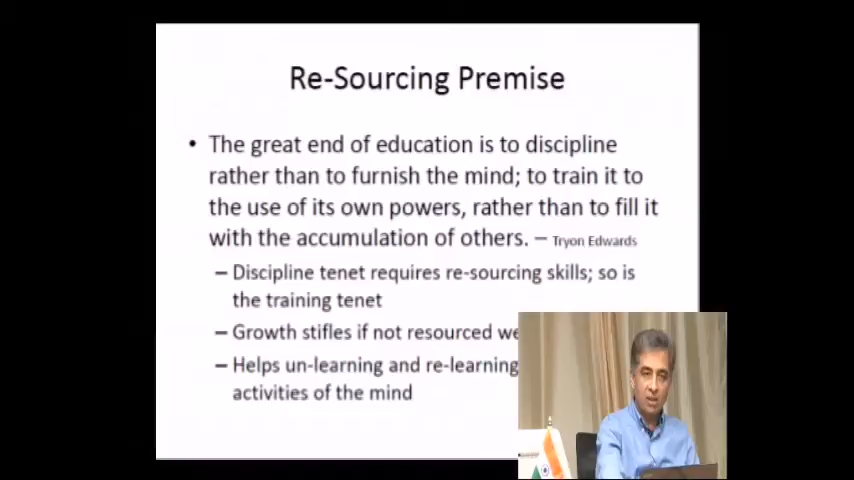 Re-Sourcing Premise
• The great end of education is to discipline
rather than to furnish the mind; to train it to
the use of its own powers, rather than to fill it
with the accumulation of others. – Tryon Edwards
– Discipline tenet requires re-sourcing skills; so is
the training tenet
– Growth stifles if not resourced
– Helps un-learning and re-learning
activities of the mind